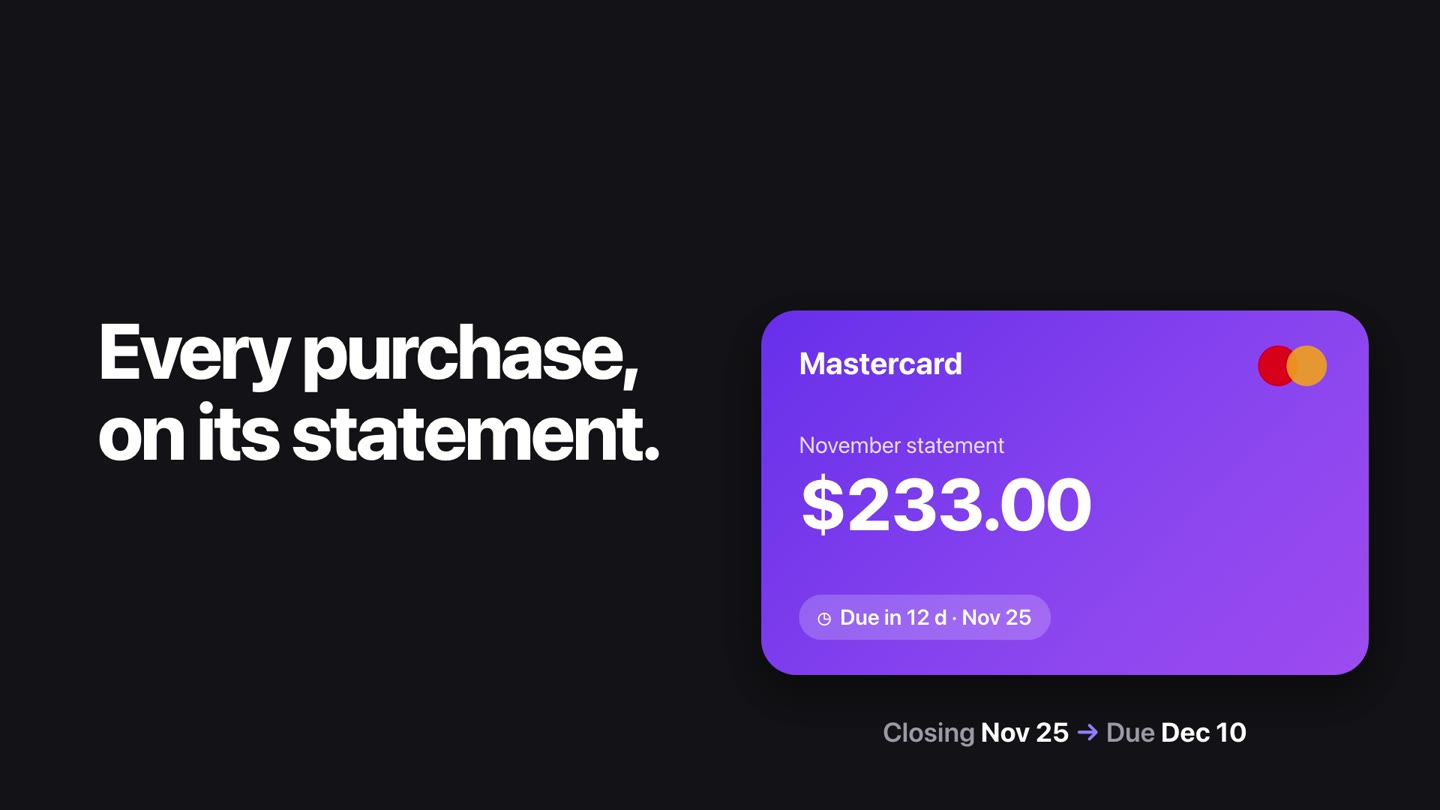 Every purchase,
on its statement.
Mastercard
November statement
$233.00
Due in 12 d · Nov 25
Closing Nov 25 → Due Dec 10